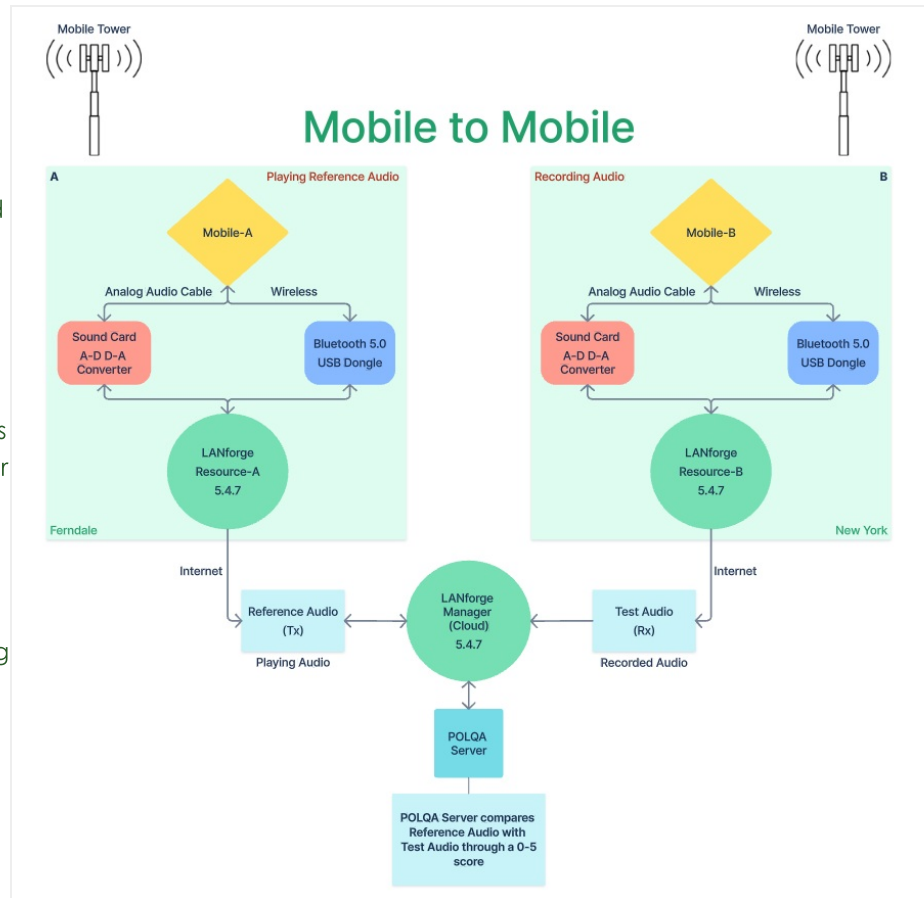 Mobile Tower
Mobile Tower
Mobile to Mobile
A
Playing Reference Audio
Recording Audio
B
Mobile-A
Mobile-B
Analog Audio Cable
Wireless
Analog Audio Cable
Wireless
Sound Card
A-D D-A
Converter
Bluetooth 5.0
USB Dongle
Sound Card
A-D D-A
Converter
Bluetooth 5.0
USB Dongle
LANforge
Resource-A
5.4.7
LANforge
Resource-B
5.4.7
Ferndale
New York
Internet
Internet
Reference Audio
(Tx)
Playing Audio
LANforge
Manager
(Cloud)
5.4.7
Test Audio
(Rx)
Recorded Audio
POLQA
Server
POLQA Server compares
Reference Audio with
Test Audio through a 0-5
score